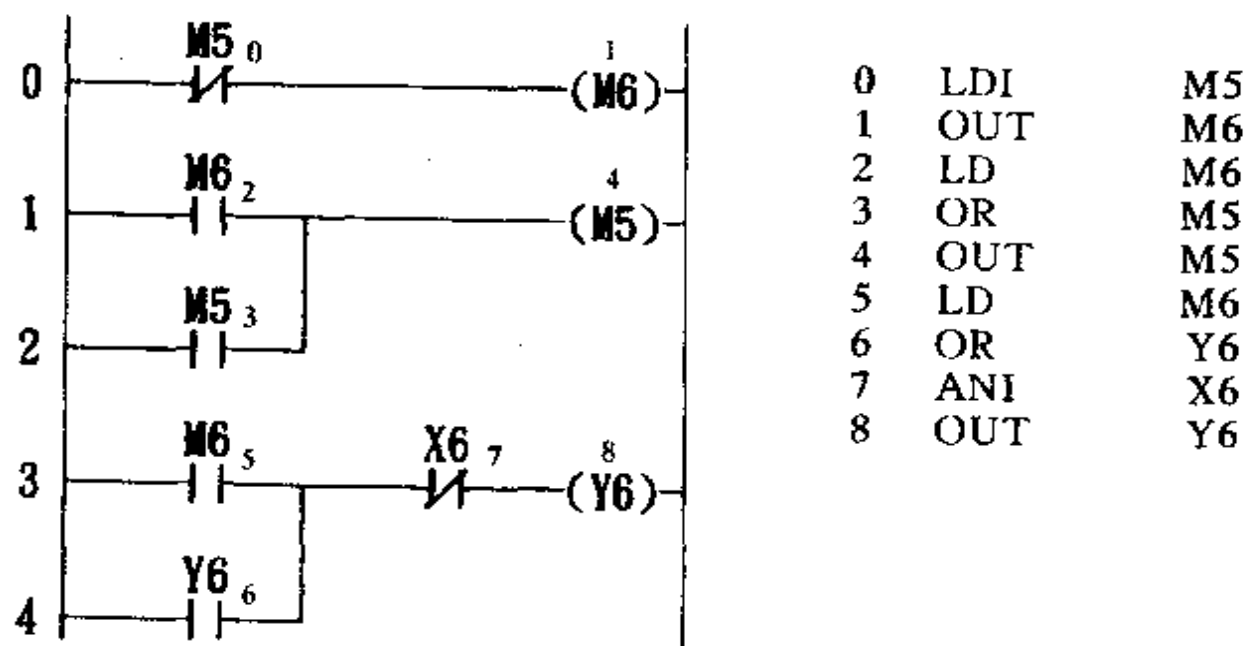 M5 0 1
0 (M6)
M6 2 4
1 (M5)
M5 3
2
M6 5 X6 7 8
3 (Y6)
Y6 6
4
0 LDI M5
1 OUT M6
2 LD M6
3 OR M5
4 OUT M5
5 LD M6
6 OR Y6
7 ANI X6
8 OUT Y6